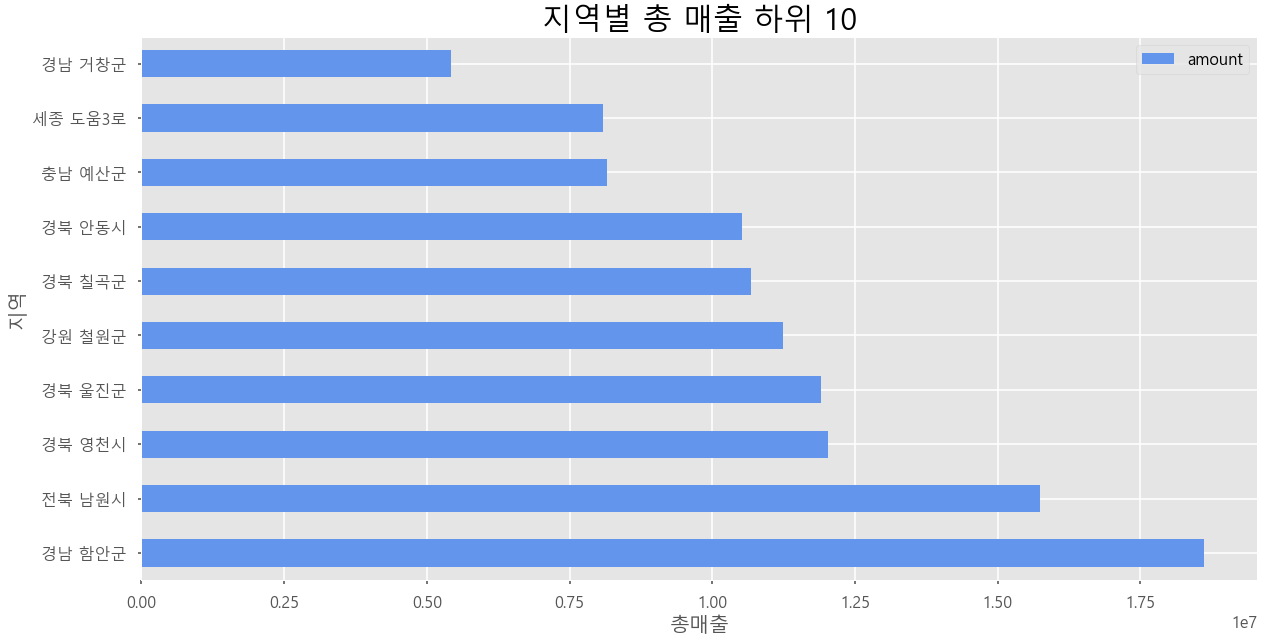 지역별 총 매출 하위 10
amount
경남 거창군
세종 도움3로
충남 예산군
경북 안동시
경북 칠곡군
강원 철원군
경북 울진군
경북 영천시
전북 남원시
경남 함안군
지역
0.00 0.25 0.50 0.75 1.00 1.25 1.50 1.75
총매출
1e7